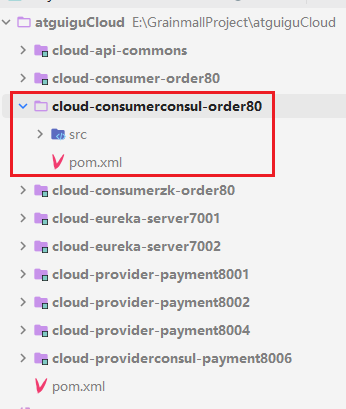 atguiguCloud E:\GrainmallProject\atguiguCloud
cloud-api-commons
cloud-consumer-order80
cloud-consumerconsul-order80
src
pom.xml
cloud-consumerzk-order80
cloud-eureka-server7001
cloud-eureka-server7002
cloud-provider-payment8001
cloud-provider-payment8002
cloud-provider-payment8004
cloud-providerconsul-payment8006
pom.xml